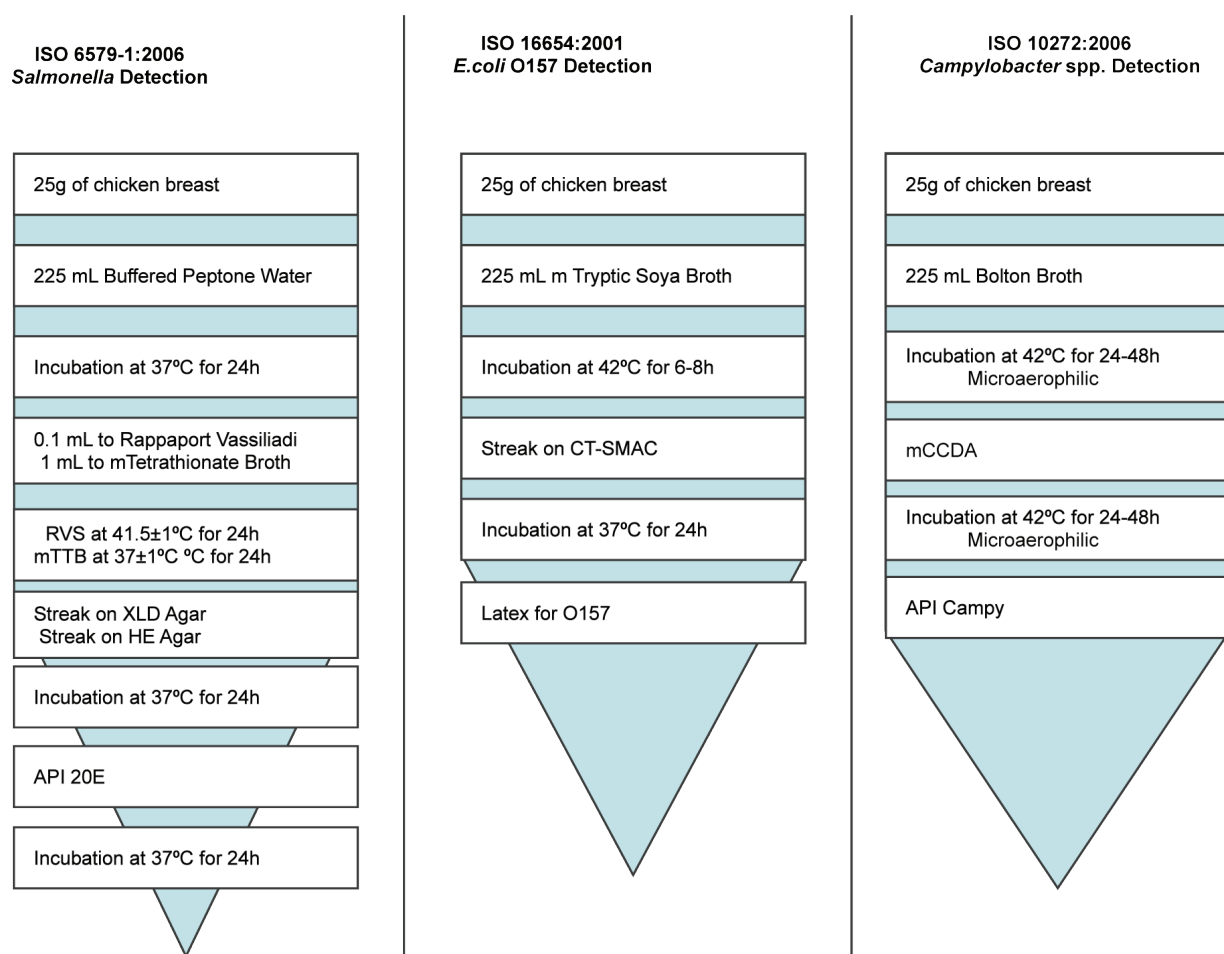 ISO 6579-1:2006
Salmonella Detection
25g of chicken breast
225 mL Buffered Peptone Water
Incubation at 37ºC for 24h
0.1 mL to Rappaport Vassiliadi
1 mL to mTetrathionate Broth
RVS at 41.5±1ºC for 24h
mTTB at 37±1ºC ºC for 24h
Streak on XLD Agar
Streak on HE Agar
Incubation at 37ºC for 24h
API 20E
Incubation at 37ºC for 24h
ISO 16654:2001
E.coli O157 Detection
25g of chicken breast
225 mL m Tryptic Soya Broth
Incubation at 42ºC for 6-8h
Streak on CT-SMAC
Incubation at 37ºC for 24h
Latex for O157
ISO 10272:2006
Campylobacter spp. Detection
25g of chicken breast
225 mL Bolton Broth
Incubation at 42ºC for 24-48h
Microaerophilic
mCCDA
Incubation at 42ºC for 24-48h
Microaerophilic
API Campy